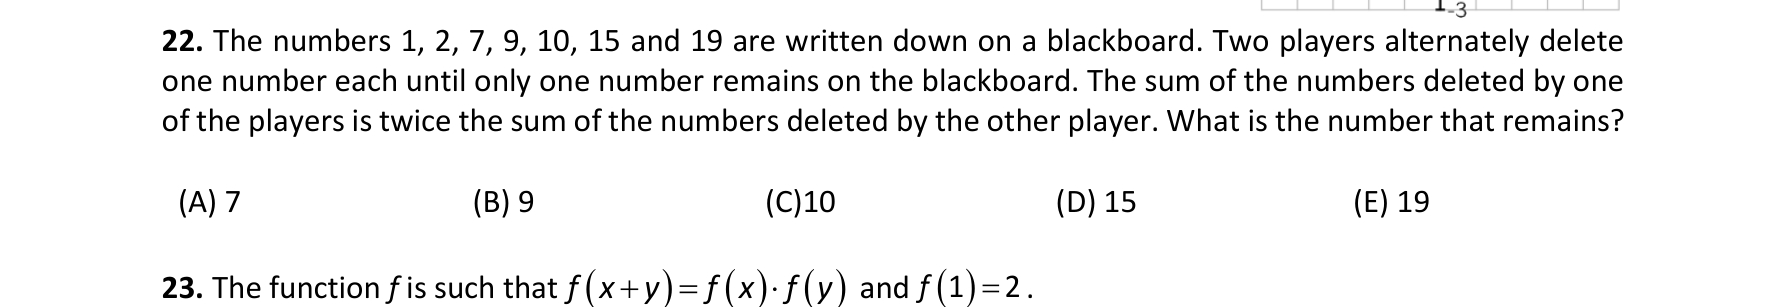 -3
22. The numbers 1, 2, 7, 9, 10, 15 and 19 are written down on a blackboard. Two players alternately delete
one number each until only one number remains on the blackboard. The sum of the numbers deleted by one
of the players is twice the sum of the numbers deleted by the other player. What is the number that remains?
(A) 7 (B) 9 (C)10 (D) 15 (E) 19
23. The function f is such that f(x+y)=f(x)·f(y) and f(1)=2.